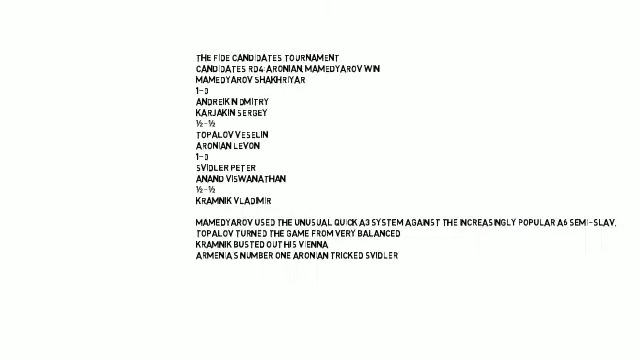 THE FIDE CANDIDATES TOURNAMENT
CANDIDATES RD4: ARONIAN, MAMEDYAROV WIN
MAMEDYAROV SHAKHRIYAR
1-0
ANDREIKIN DMITRY
KARJAKIN SERGEY
½-½
TOPALOV VESELIN
ARONIAN LEVON
1-0
SVIDLER PETER
ANAND VISWANATHAN
½-½
KRAMNIK VLADIMIR
MAMEDYAROV USED THE UNUSUAL QUICK A3 SYSTEM AGAINST THE INCREASINGLY POPULAR A6 SEMI-SLAV,
TOPALOV TURNED THE GAME FROM VERY BALANCED
KRAMNIK BUSTED OUT HIS VIENNA
ARMENIA'S NUMBER ONE ARONIAN TRICKED SVIDLER